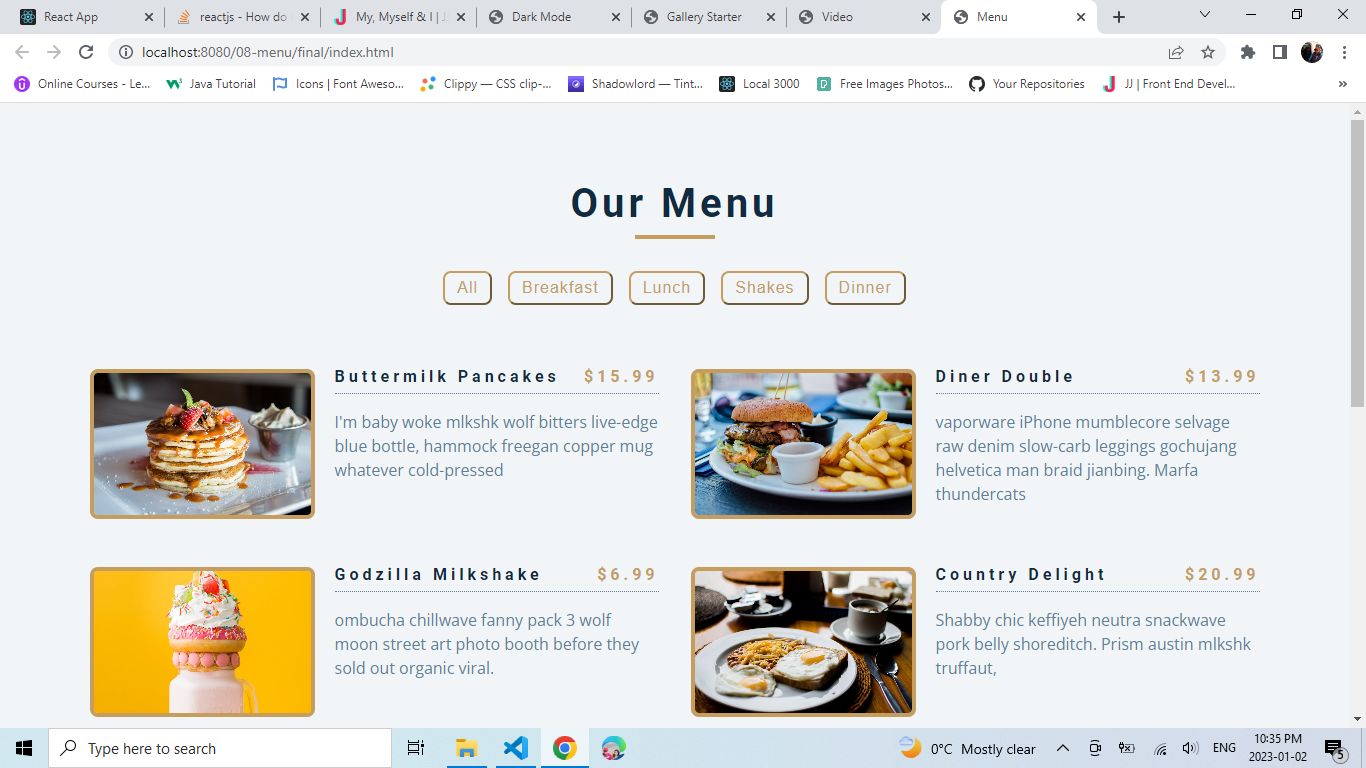 React App
reactjs - How do
My, Myself & I | J
Dark Mode
Gallery Starter
Video
Menu
localhost:8080/08-menu/final/index.html
Online Courses - Le...
Java Tutorial
Icons | Font Aweso...
Clippy — CSS clip-...
Shadowlord — Tint...
Local 3000
Free Images Photos...
Your Repositories
JJ | Front End Devel...
»
Our Menu
All
Breakfast
Lunch
Shakes
Dinner
Buttermilk Pancakes $15.99
I'm baby woke mlkshk wolf bitters live-edge
blue bottle, hammock freegan copper mug
whatever cold-pressed
Diner Double $13.99
vaporware iPhone mumblecore selvage
raw denim slow-carb leggings gochujang
helvetica man braid jianbing. Marfa
thundercats
Godzilla Milkshake $6.99
ombucha chillwave fanny pack 3 wolf
moon street art photo booth before they
sold out organic viral.
Country Delight $20.99
Shabby chic keffiyeh neutra snackwave
pork belly shoreditch. Prism austin mlkshk
truffaut,
Type here to search
0°C Mostly clear
ENG
10:35 PM
2023-01-02
5